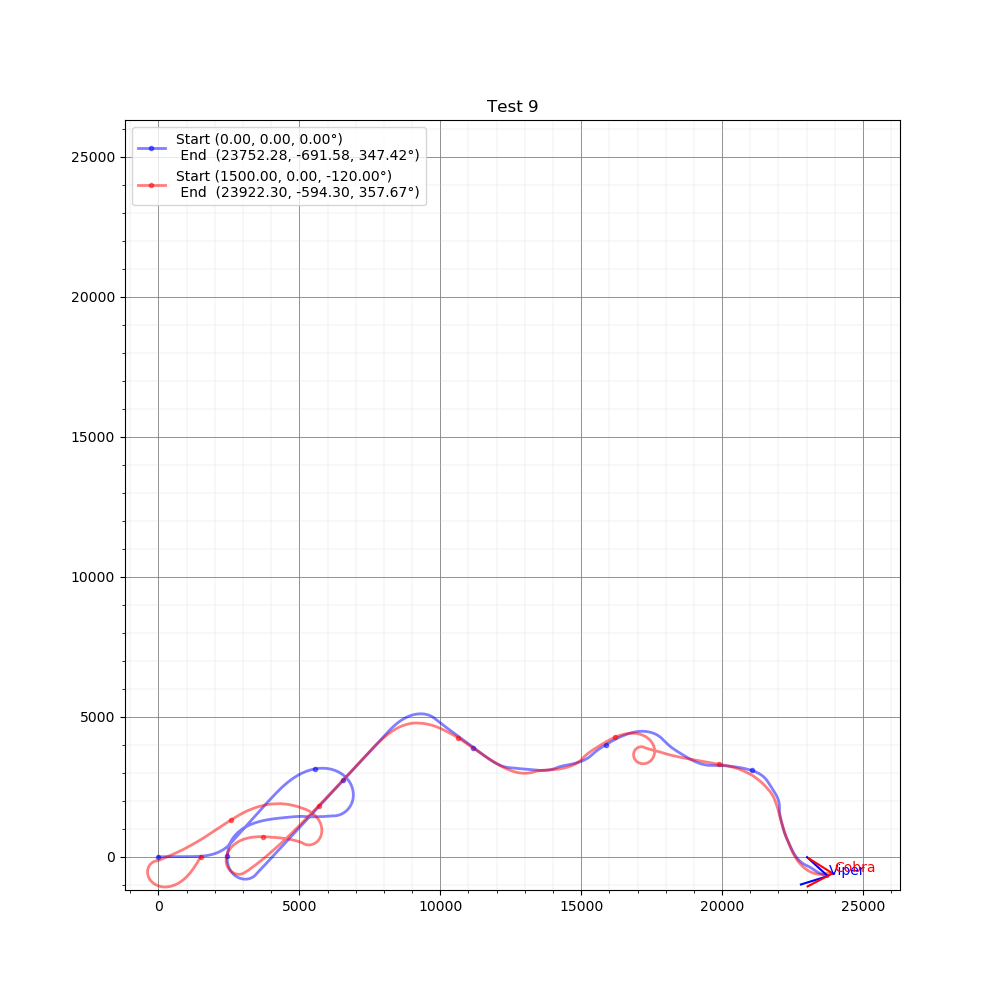 Test 9
Start (0.00, 0.00, 0.00°)
End (23752.28, -691.58, 347.42°)
Start (1500.00, 0.00, -120.00°)
End (23922.30, -594.30, 357.67°)
25000
20000
15000
10000
5000
0
Cobra
Viper
0 5000 10000 15000 20000 25000